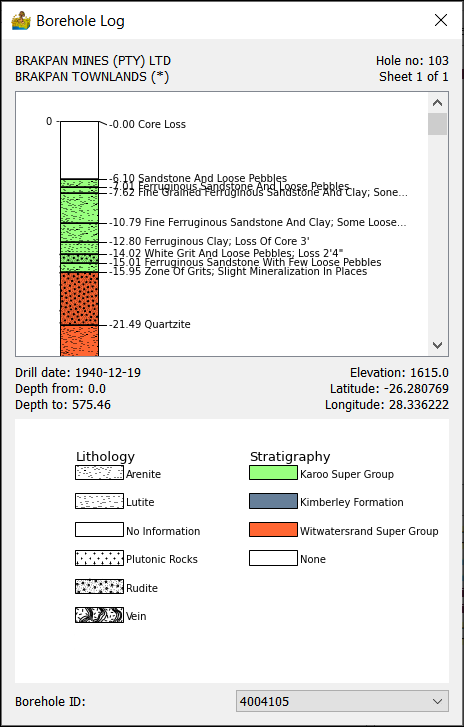 Borehole Log
BRAKPAN MINES (PTY) LTD
Hole no: 103
BRAKPAN TOWNLANDS (*)
Sheet 1 of 1
0
-0.00 Core Loss
-6.10 Sandstone And Loose Pebbles
-7.01 Ferruginous Sandstone And Loose Pebbles
-7.62 Fine Grained Ferruginous Sandstone And Clay; Sone...
-10.79 Fine Ferruginous Sandstone And Clay; Some Loose...
-12.80 Ferruginous Clay; Loss Of Core 3'
-14.02 White Grit And Loose Pebbles; Loss 2'4"
-15.01 Ferruginous Sandstone With Few Loose Pebbles
-15.95 Zone Of Grits; Slight Mineralization In Places
-21.49 Quartzite
Drill date: 1940-12-19
Elevation: 1615.0
Depth from: 0.0
Latitude: -26.280769
Depth to: 575.46
Longitude: 28.336222
Lithology
Arenite
Lutite
No Information
Plutonic Rocks
Rudite
Vein
Stratigraphy
Karoo Super Group
Kimberley Formation
Witwatersrand Super Group
None
Borehole ID:
4004105